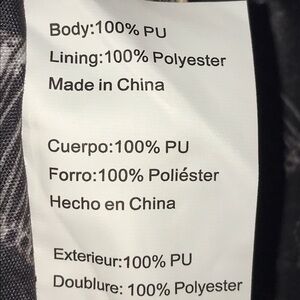 Body:100% PU
Lining:100% Polyester
Made in China
Cuerpo:100% PU
Forro:100% Poliéster
Hecho en China
Exterieur:100% PU
Doublure: 100% Polyester